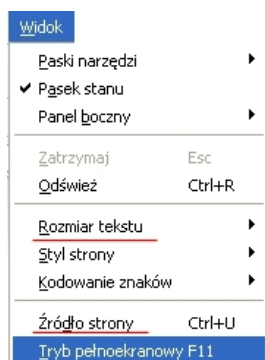 Widok
Paski narzędzi
Pasek stanu
Panel boczny
Zatrzymaj Esc
Odśwież Ctrl+R
Rozmiar tekstu
Styl strony
Kodowanie znaków
Źródło strony Ctrl+U
Tryb pełnoekranowy F11